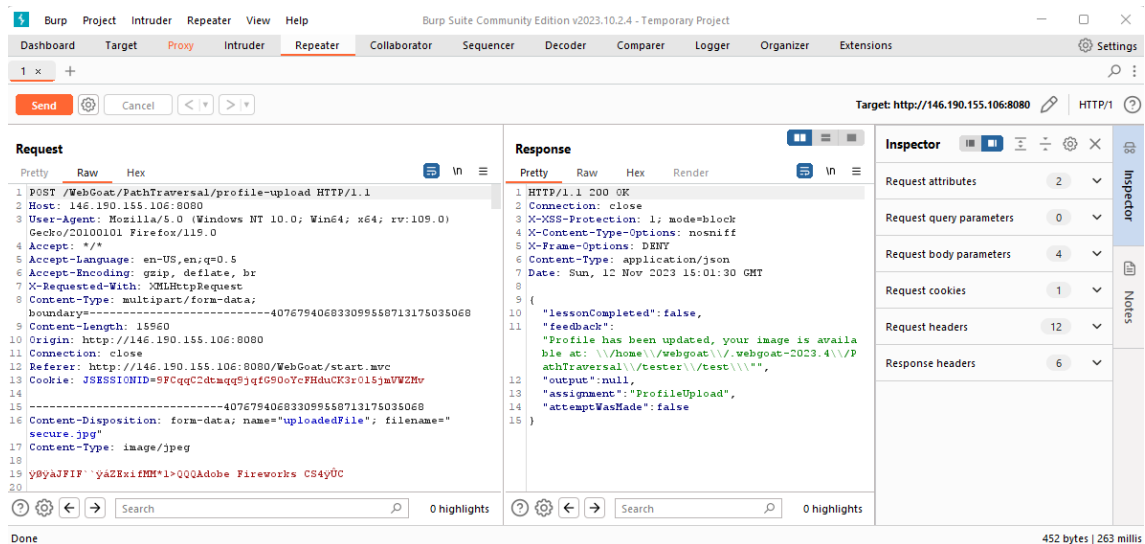 Burp Project Intruder Repeater View Help Burp Suite Community Edition v2023.10.2.4 - Temporary Project
Dashboard Target Proxy Intruder Repeater Collaborator Sequencer Decoder Comparer Logger Organizer Extensions Settings
1 × +
Send Cancel < > Target: http://146.190.155.106:8080 HTTP/1
Request
Pretty Raw Hex \n
1 POST /WebGoat/PathTraversal/profile-upload HTTP/1.1
2 Host: 146.190.155.106:8080
3 User-Agent: Mozilla/5.0 (Windows NT 10.0; Win64; x64; rv:109.0)
Gecko/20100101 Firefox/119.0
4 Accept: */*
5 Accept-Language: en-US,en;q=0.5
6 Accept-Encoding: gzip, deflate, br
7 X-Requested-With: XMLHttpRequest
8 Content-Type: multipart/form-data;
boundary=---------------------------407679406833099558713175035068
9 Content-Length: 15960
10 Origin: http://146.190.155.106:8080
11 Connection: close
12 Referer: http://146.190.155.106:8080/WebGoat/start.mvc
13 Cookie: JSESSIONID=
14
15 -----------------------------407679406833099558713175035068
16 Content-Disposition: form-data; name="uploadedFile"; filename="
secure.jpg"
17 Content-Type: image/jpeg
18
19 ÿØÿàJFIF``ÿáZExifMM*1>QQQAdobe Fireworks CS4ÿÛC
20
Search 0 highlights
Response
Pretty Raw Hex Render \n
1 HTTP/1.1 200 OK
2 Connection: close
3 X-XSS-Protection: 1; mode=block
4 X-Content-Type-Options: nosniff
5 X-Frame-Options: DENY
6 Content-Type: application/json
7 Date: Sun, 12 Nov 2023 15:01:30 GMT
8
9 {
10 "lessonCompleted":false,
11 "feedback":
"Profile has been updated, your image is availa
ble at: \\/home\\/webgoat\\/.webgoat-2023.4\\/P
athTraversal\\/tester\\/test\\\"",
12 "output":null,
13 "assignment":"ProfileUpload",
14 "attemptWasMade":false
15 }
Search 0 highlights
Inspector
Request attributes 2
Request query parameters 0
Request body parameters 4
Request cookies 1
Request headers 12
Response headers 6
Inspector
Notes
Done 452 bytes | 263 millis